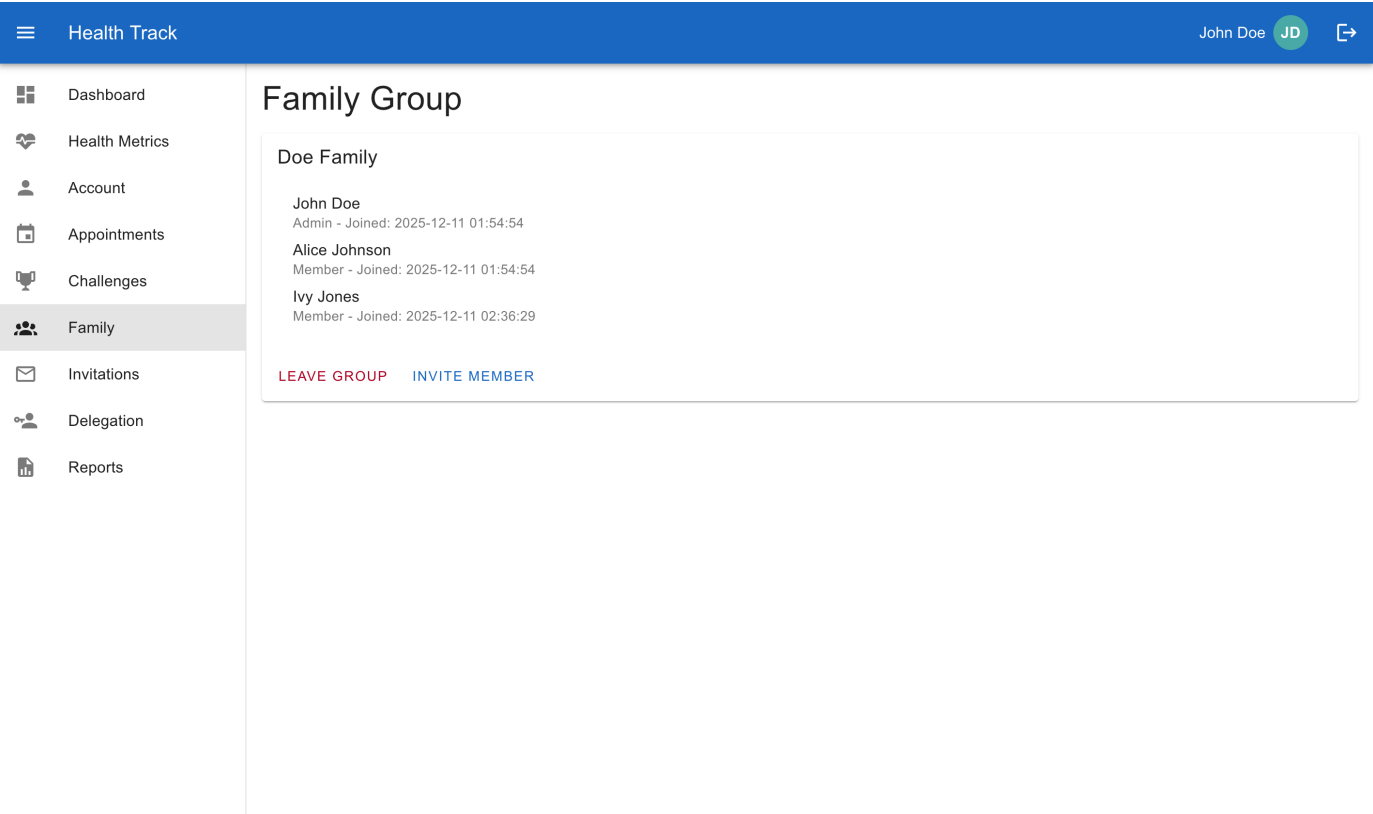 Health Track
John Doe JD
Dashboard
Health Metrics
Account
Appointments
Challenges
Family
Invitations
Delegation
Reports
Family Group
Doe Family
John Doe
Admin - Joined: 2025-12-11 01:54:54
Alice Johnson
Member - Joined: 2025-12-11 01:54:54
Ivy Jones
Member - Joined: 2025-12-11 02:36:29
LEAVE GROUP INVITE MEMBER